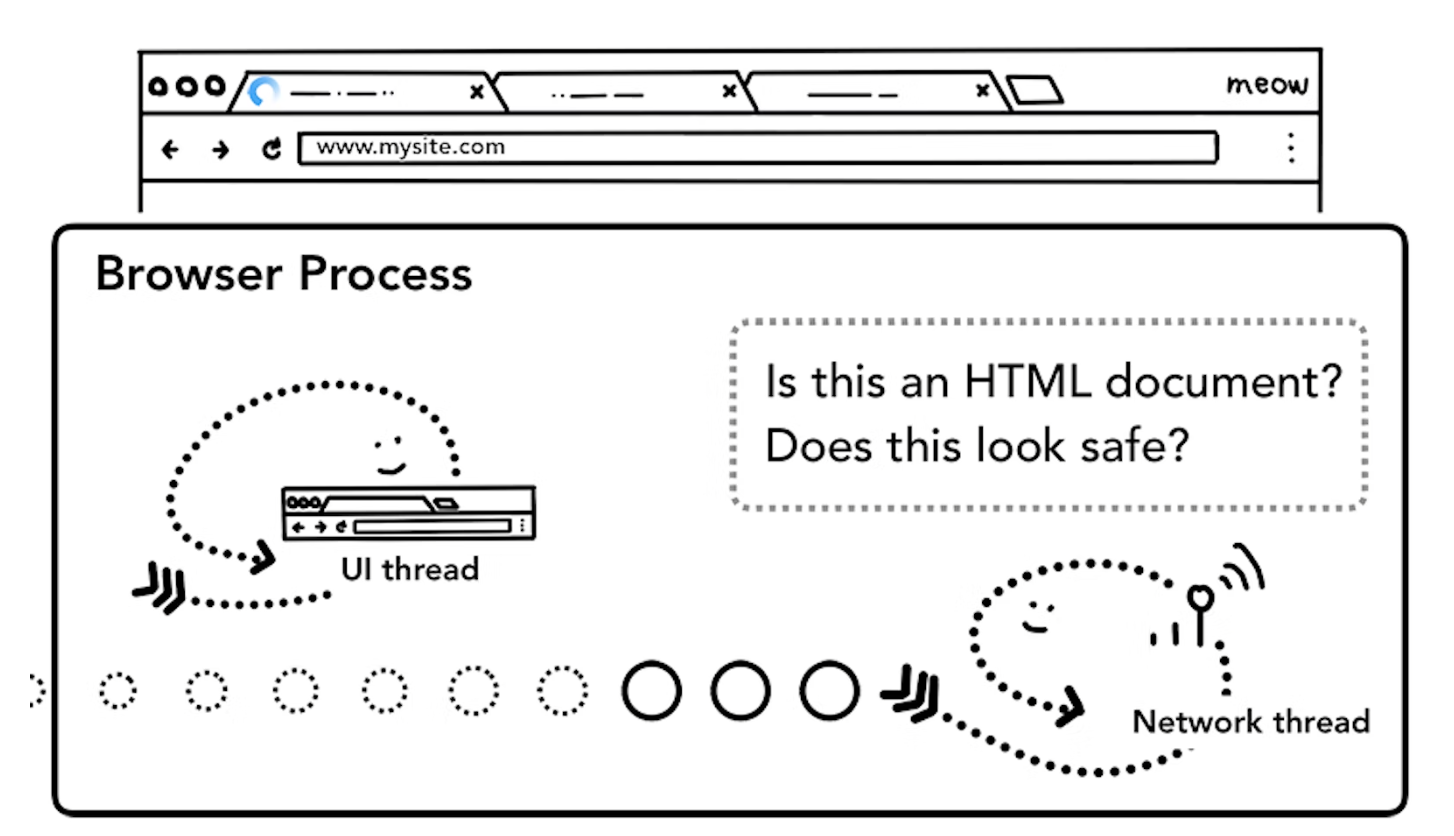 meow
www.mysite.com
Browser Process
Is this an HTML document?
Does this look safe?
UI thread
Network thread